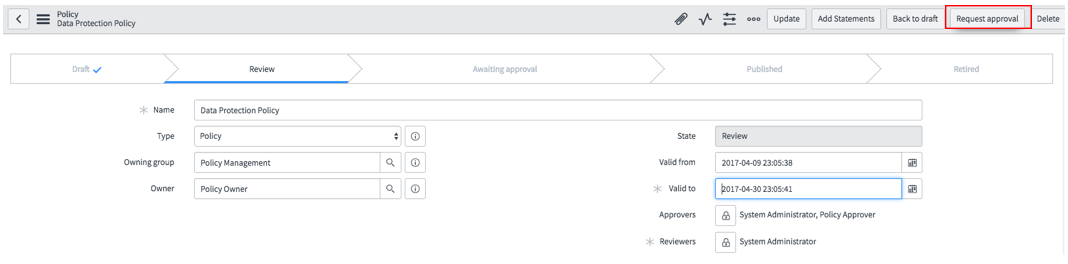 Policy
Data Protection Policy
Update
Add Statements
Back to draft
Request approval
Delete
Draft
Review
Awaiting approval
Published
Retired
Name
Data Protection Policy
Type
Policy
State
Review
Owning group
Policy Management
Valid from
2017-04-09 23:05:38
Owner
Policy Owner
Valid to
2017-04-30 23:05:41
Approvers
System Administrator, Policy Approver
Reviewers
System Administrator